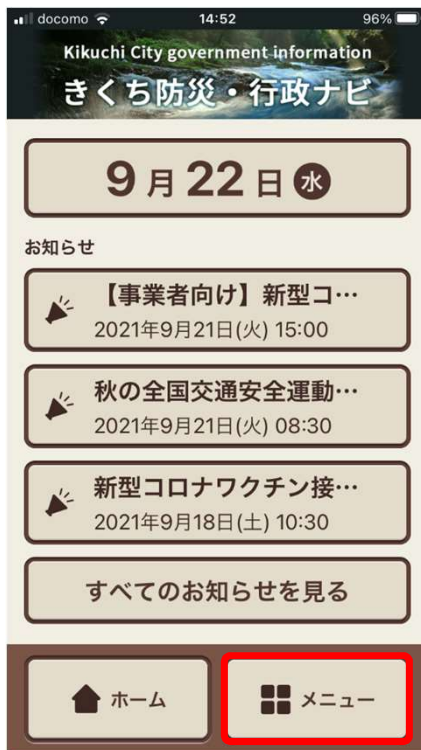 docomo 14:52 96%
Kikuchi City government information
きくち防災・行政ナビ
9月22日 水
お知らせ
【事業者向け】新型コ…
2021年9月21日(火) 15:00
秋の全国交通安全運動…
2021年9月21日(火) 08:30
新型コロナワクチン接…
2021年9月18日(土) 10:30
すべてのお知らせを見る
ホーム メニュー